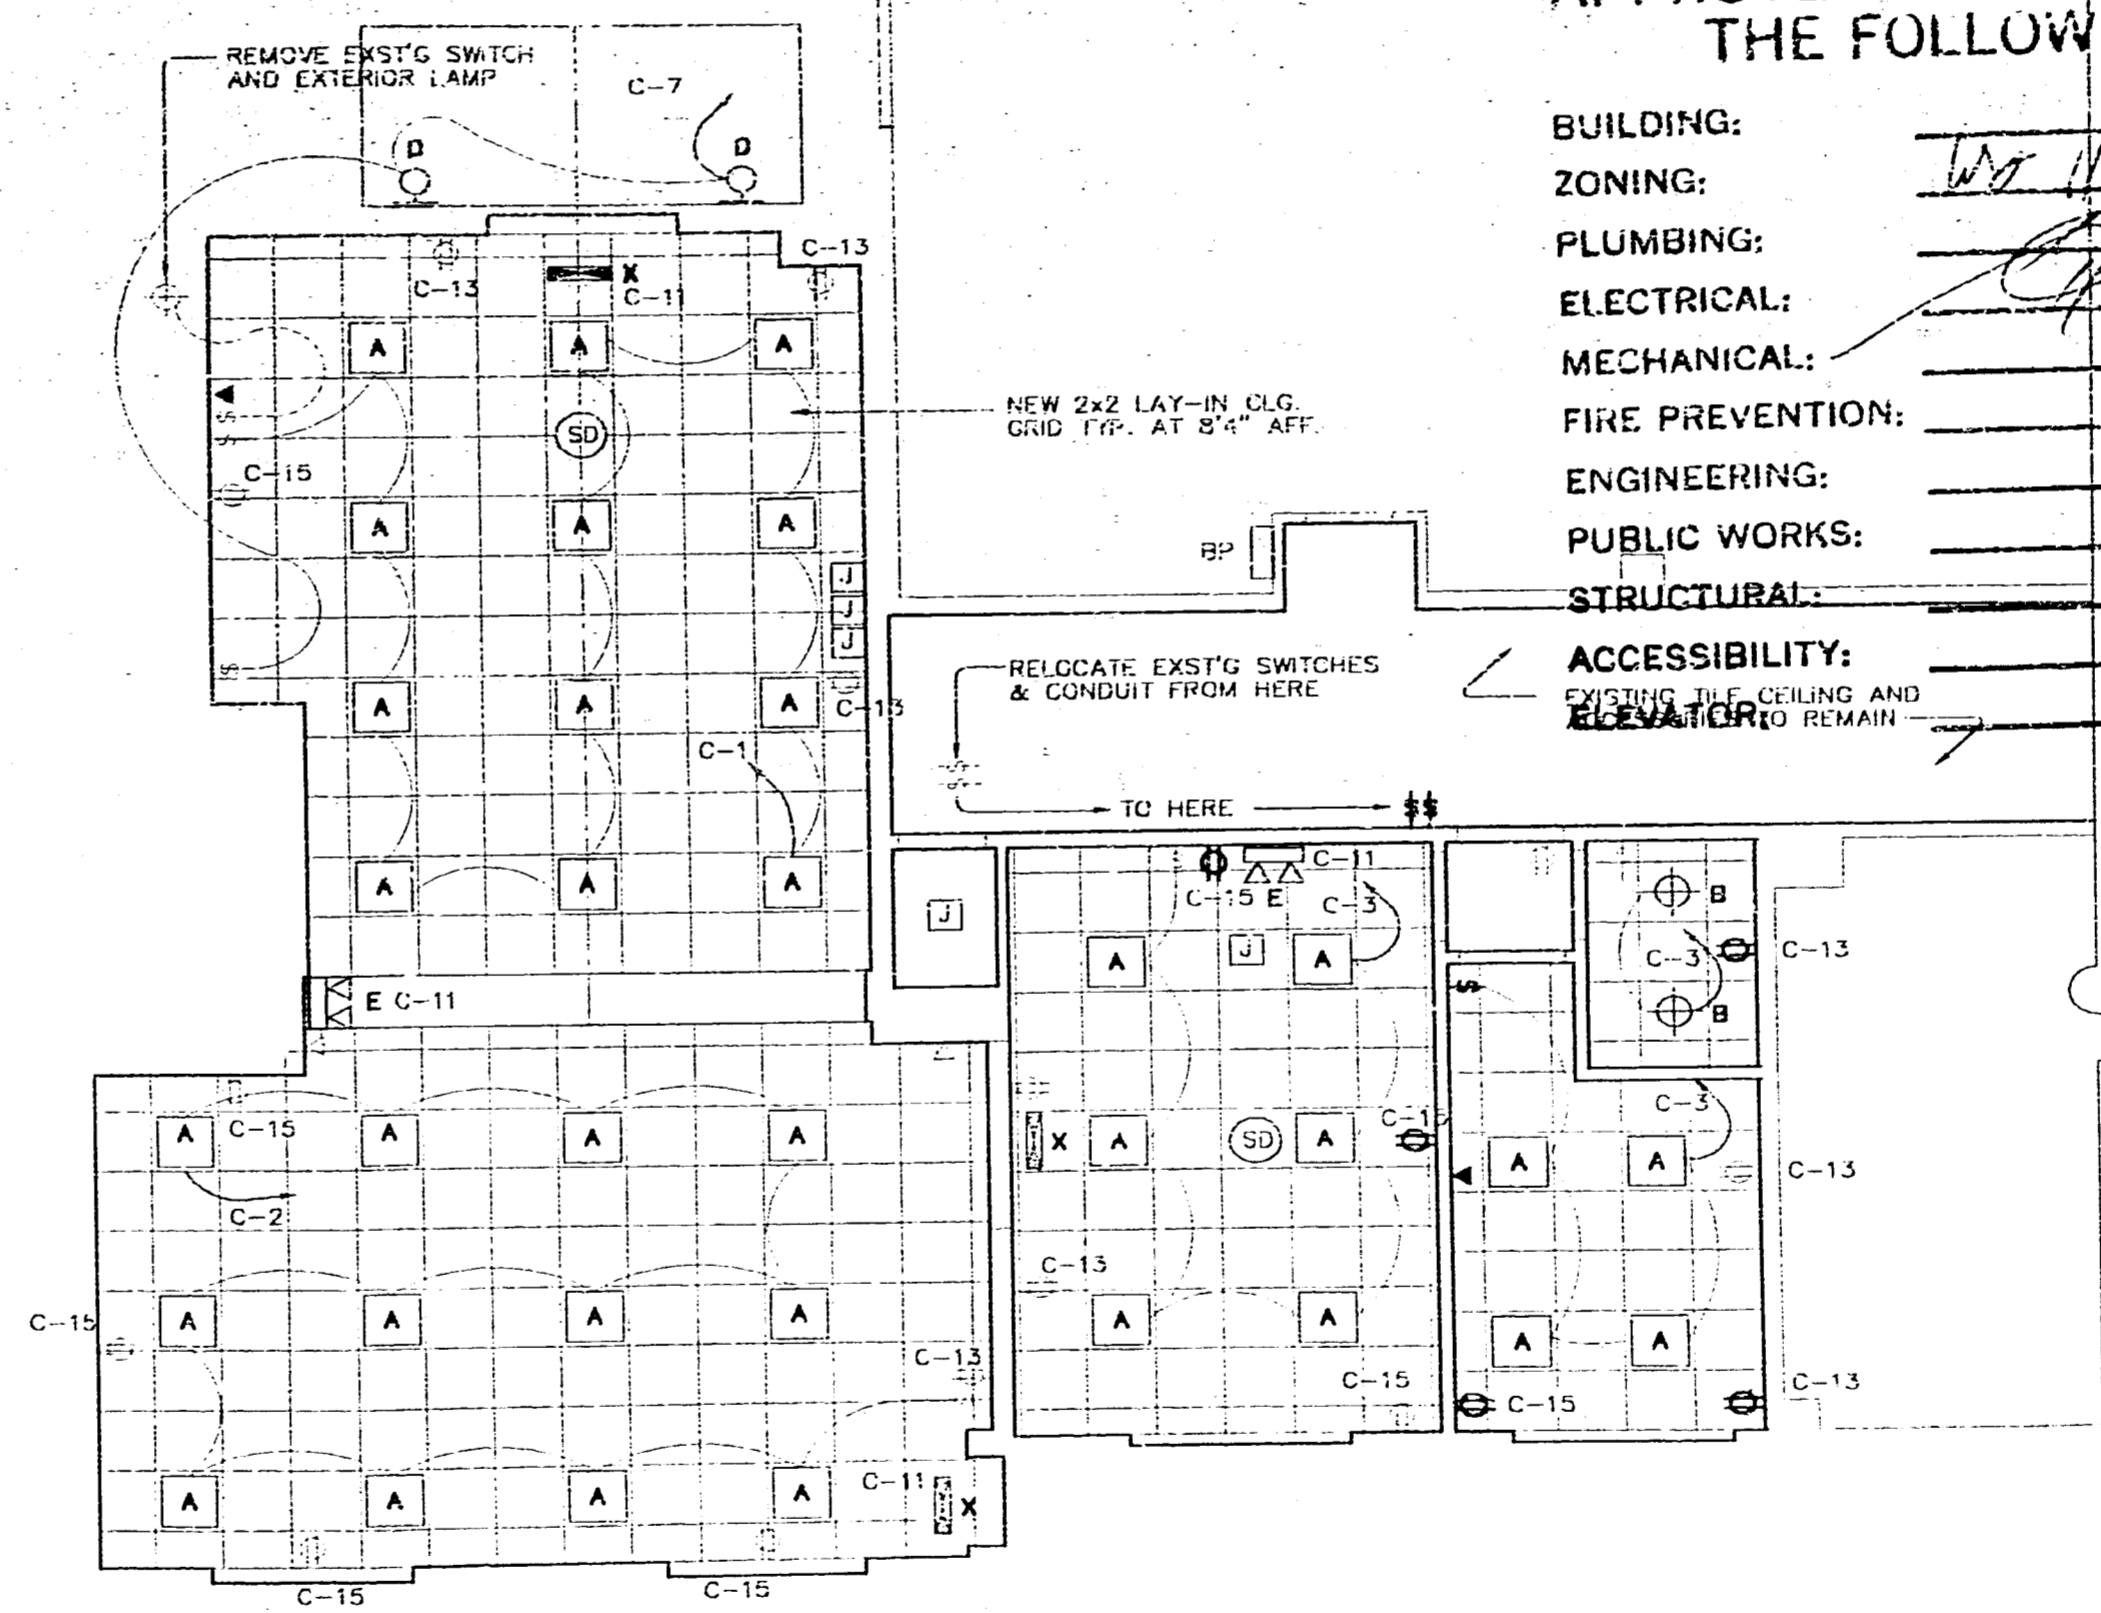 THE FOLLOW
REMOVE EXST'G SWITCH
AND EXTERIOR LAMP
C-7
D
D
BUILDING:
ZONING:
PLUMBING:
ELECTRICAL:
MECHANICAL:
FIRE PREVENTION:
ENGINEERING:
PUBLIC WORKS:
STRUCTURAL:
ACCESSIBILITY:
ELEVATOR:
C-13
C-13
X
C-11
A
A
A
NEW 2x2 LAY-IN CLG.
GRID TYP. AT 8'4" AFF.
SD
C-15
A
A
A
BP
J
J
J
RELOCATE EXST'G SWITCHES
& CONDUIT FROM HERE
EXISTING TILE CEILING AND
TO REMAIN
A
A
A
C-13
C-1
TO HERE
$$
A
A
A
J
C-11
C-15
E
C-3
A
J
A
B
C-3
C-13
B
E C-11
C-3
A
A
A
A
C-15
C-2
X
A
SD
A
A
A
C-13
C-13
C-15
A
A
A
A
A
A
A
A
C-13
C-15
C-15
C-13
A
A
A
A
C-11
X
C-15
C-15